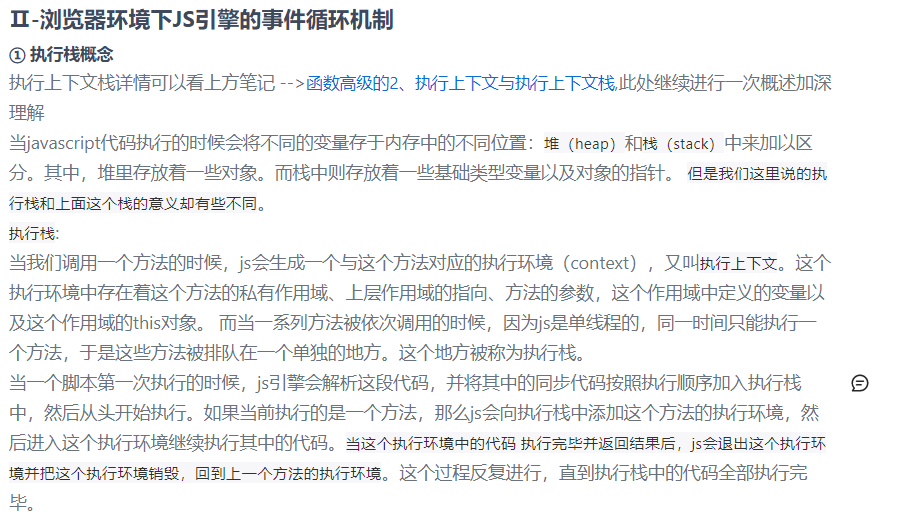 Ⅱ-浏览器环境下JS引擎的事件循环机制
① 执行栈概念
执行上下文栈详情可以看上方笔记 -->函数高级的2、执行上下文与执行上下文栈,此处继续进行一次概述加深
理解
当javascript代码执行的时候会将不同的变量存于内存中的不同位置：堆（heap）和栈（stack）中来加以区
分。其中，堆里存放着一些对象。而栈中则存放着一些基础类型变量以及对象的指针。 但是我们这里说的执
行栈和上面这个栈的意义却有些不同。
执行栈:
当我们调用一个方法的时候，js会生成一个与这个方法对应的执行环境（context），又叫执行上下文。这个
执行环境中存在着这个方法的私有作用域、上层作用域的指向、方法的参数，这个作用域中定义的变量以
及这个作用域的this对象。 而当一系列方法被依次调用的时候，因为js是单线程的，同一时间只能执行一
个方法，于是这些方法被排队在一个单独的地方。这个地方被称为执行栈。
当一个脚本第一次执行的时候，js引擎会解析这段代码，并将其中的同步代码按照执行顺序加入执行栈
中，然后从头开始执行。如果当前执行的是一个方法，那么js会向执行栈中添加这个方法的执行环境，然
后进入这个执行环境继续执行其中的代码。当这个执行环境中的代码 执行完毕并返回结果后，js会退出这个执行环
境并把这个执行环境销毁，回到上一个方法的执行环境。这个过程反复进行，直到执行栈中的代码全部执行完
毕。